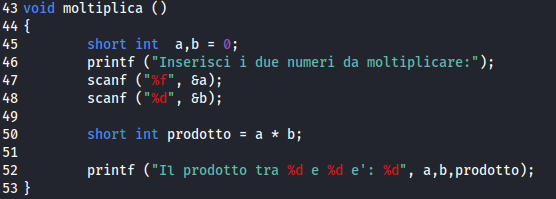 43 void moltiplica ()
44 {
45         short int  a,b = 0;
46         printf ("Inserisci i due numeri da moltiplicare:");
47         scanf ("%f", &a);
48         scanf ("%d", &b);
49
50         short int prodotto = a * b;
51
52         printf ("Il prodotto tra %d e %d e': %d", a,b,prodotto);
53 }